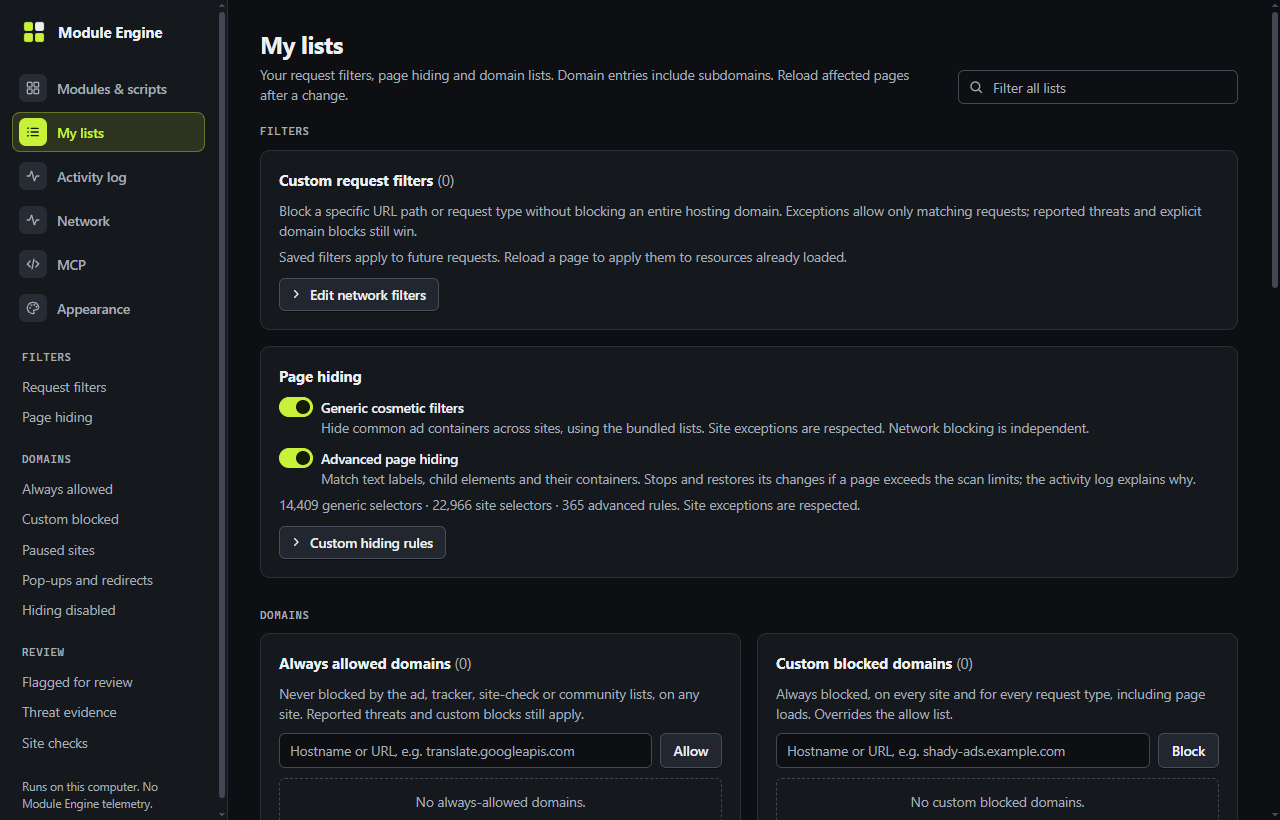 Module Engine
Modules & scripts
My lists
Activity log
Network
MCP
Appearance
FILTERS
Request filters
Page hiding
DOMAINS
Always allowed
Custom blocked
Paused sites
Pop-ups and redirects
Hiding disabled
REVIEW
Flagged for review
Threat evidence
Site checks
Runs on this computer. No
Module Engine telemetry.
My lists
Your request filters, page hiding and domain lists. Domain entries include subdomains. Reload affected pages
after a change.
Filter all lists
FILTERS
Custom request filters (0)
Block a specific URL path or request type without blocking an entire hosting domain. Exceptions allow only matching requests; reported threats and explicit
domain blocks still win.
Saved filters apply to future requests. Reload a page to apply them to resources already loaded.
Edit network filters
Page hiding
Generic cosmetic filters
Hide common ad containers across sites, using the bundled lists. Site exceptions are respected. Network blocking is independent.
Advanced page hiding
Match text labels, child elements and their containers. Stops and restores its changes if a page exceeds the scan limits; the activity log explains why.
14,409 generic selectors · 22,966 site selectors · 365 advanced rules. Site exceptions are respected.
Custom hiding rules
DOMAINS
Always allowed domains (0)
Never blocked by the ad, tracker, site-check or community lists, on any
site. Reported threats and custom blocks still apply.
Hostname or URL, e.g. translate.googleapis.com
Allow
No always-allowed domains.
Custom blocked domains (0)
Always blocked, on every site and for every request type, including page
loads. Overrides the allow list.
Hostname or URL, e.g. shady-ads.example.com
Block
No custom blocked domains.